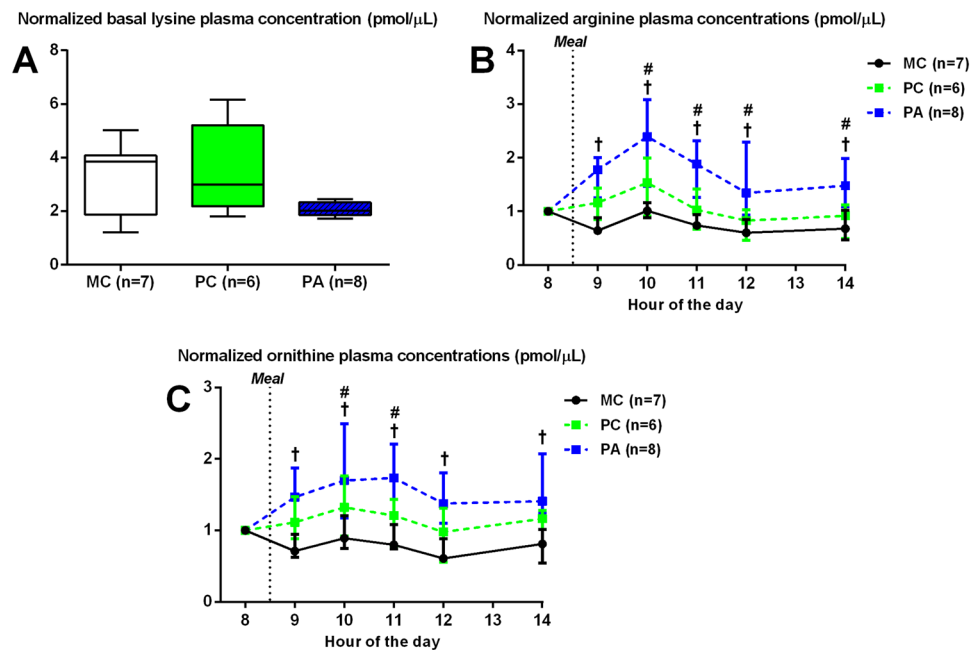 Normalized basal lysine plasma concentration (pmol/µL)
A
8
6
4
2
0
MC (n=7) PC (n=6) PA (n=8)
Normalized arginine plasma concentrations (pmol/µL)
B
Meal
4
3
2
1
0
# # # #
† † † † †
8 9 10 11 12 13 14
Hour of the day
MC (n=7)
PC (n=6)
PA (n=8)
Normalized ornithine plasma concentrations (pmol/µL)
C
Meal
3
2
1
0
# #
† † † † †
8 9 10 11 12 13 14
Hour of the day
MC (n=7)
PC (n=6)
PA (n=8)